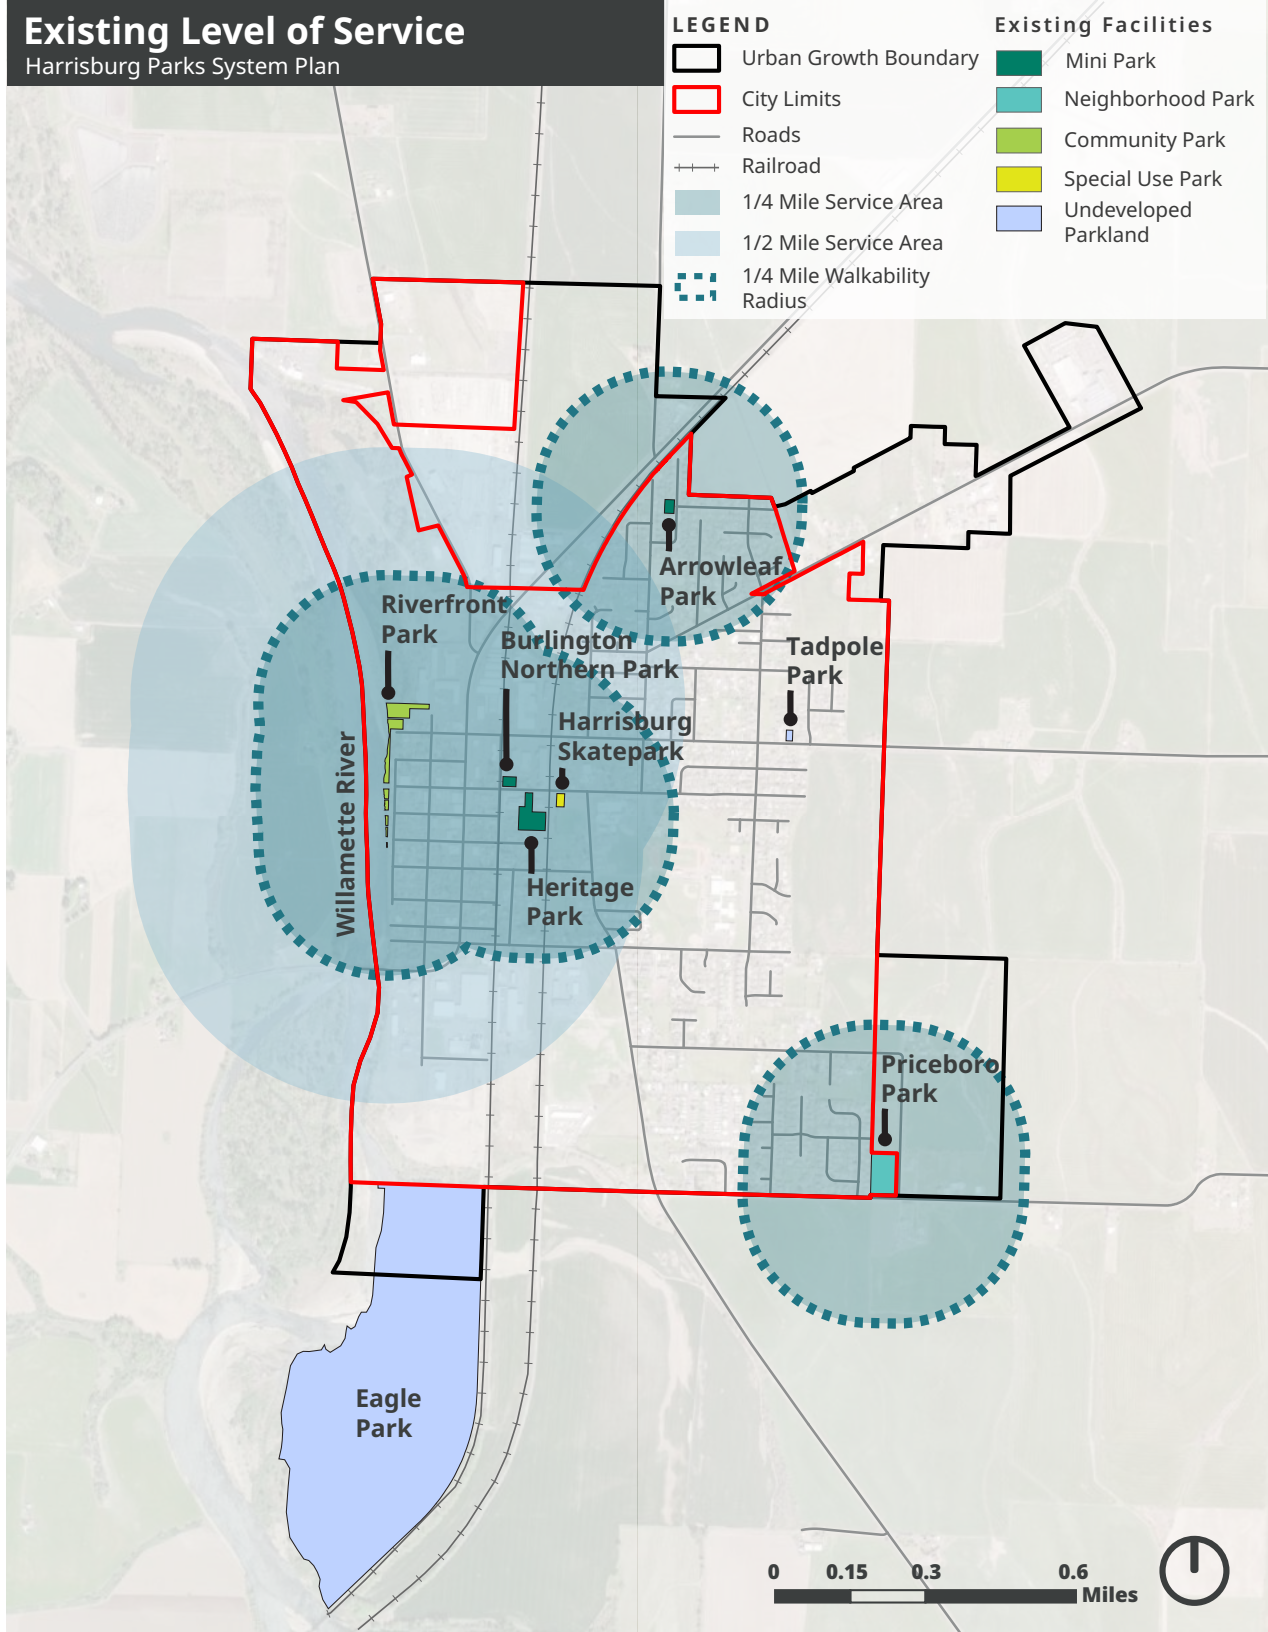 Existing Level of Service
Harrisburg Parks System Plan
LEGEND
Urban Growth Boundary
City Limits
Roads
Railroad
1/4 Mile Service Area
1/2 Mile Service Area
1/4 Mile Walkability
Radius
Existing Facilities
Mini Park
Neighborhood Park
Community Park
Special Use Park
Undeveloped
Parkland
Arrowleaf
Park
Riverfront
Park
Burlington
Northern Park
Tadpole
Park
Harrisburg
Skatepark
Willamette River
Heritage
Park
Priceboro
Park
Eagle
Park
0 0.15 0.3 0.6
Miles